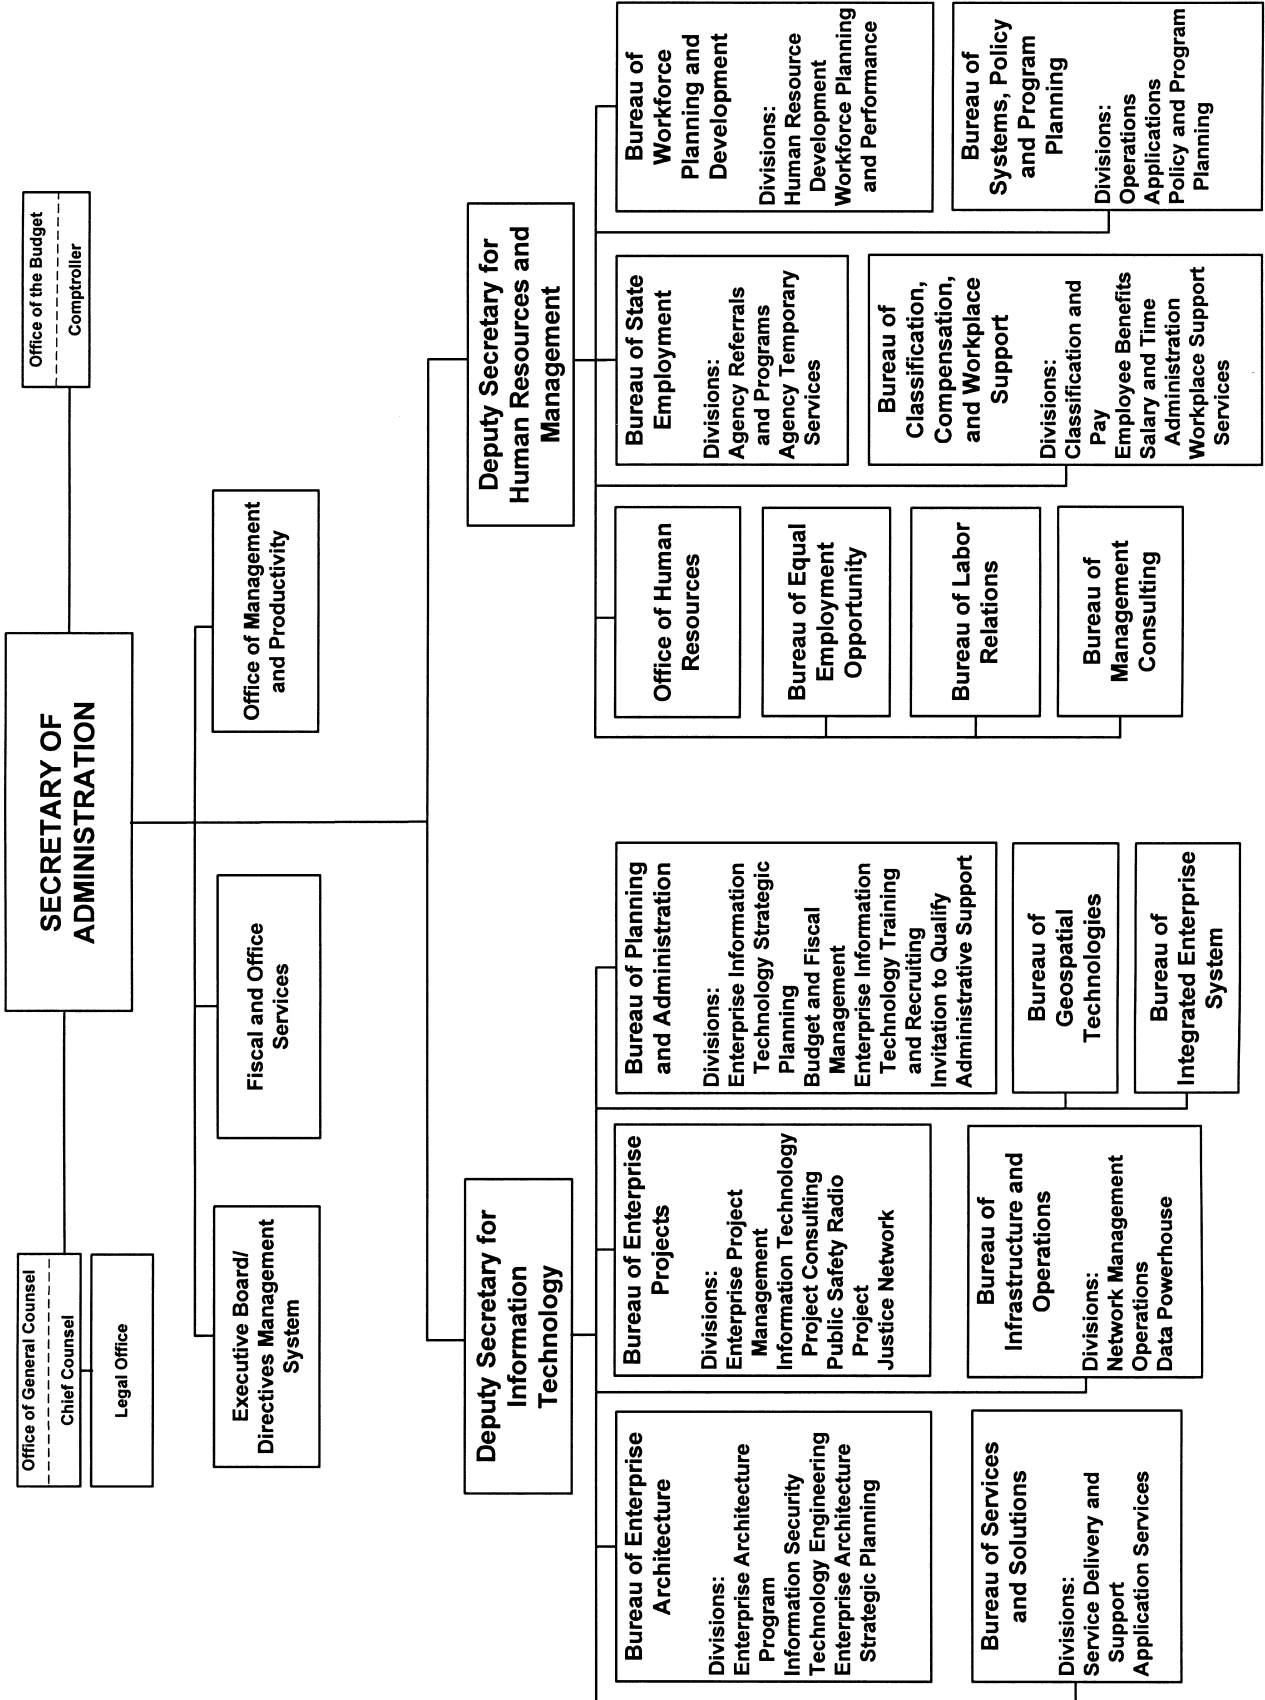 SECRETARY OF
ADMINISTRATION
Office of General Counsel
Chief Counsel
Legal Office
Office of the Budget
Comptroller
Executive Board/
Directives Management
System
Fiscal and Office
Services
Office of Management
and Productivity
Deputy Secretary for
Information
Technology
Deputy Secretary for
Human Resources and
Management
Bureau of Enterprise
Architecture
Divisions:
Enterprise Architecture
Program
Information Security
Technology Engineering
Enterprise Architecture
Strategic Planning
Bureau of Services
and Solutions
Divisions:
Service Delivery and
Support
Application Services
Bureau of Enterprise
Projects
Divisions:
Enterprise Project
Management
Information Technology
Project Consulting
Public Safety Radio
Project
Justice Network
Bureau of
Infrastructure and
Operations
Divisions:
Network Management
Operations
Data Powerhouse
Bureau of Planning
and Administration
Divisions:
Enterprise Information
Technology Strategic
Planning
Budget and Fiscal
Management
Enterprise Information
Technology Training
and Recruiting
Invitation to Qualify
Administrative Support
Bureau of
Geospatial
Technologies
Bureau of
Integrated Enterprise
System
Office of Human
Resources
Bureau of Equal
Employment
Opportunity
Bureau of Labor
Relations
Bureau of
Management
Consulting
Bureau of State
Employment
Divisions:
Agency Referrals
and Programs
Agency Temporary
Services
Bureau of
Classification,
Compensation,
and Workplace
Support
Divisions:
Classification and
Pay
Employee Benefits
Salary and Time
Administration
Workplace Support
Services
Bureau of
Workforce
Planning and
Development
Divisions:
Human Resource
Development
Workforce Planning
and Performance
Bureau of
Systems, Policy
and Program
Planning
Divisions:
Operations
Applications
Policy and Program
Planning